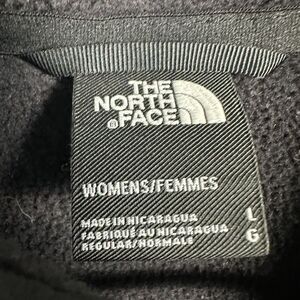 THE
NORTH
FACE
®
WOMENS/FEMMES
MADE IN NICARAGUA
FABRIQUÉ AU NICARAGUA
REGULAR/NORMALE
L
G